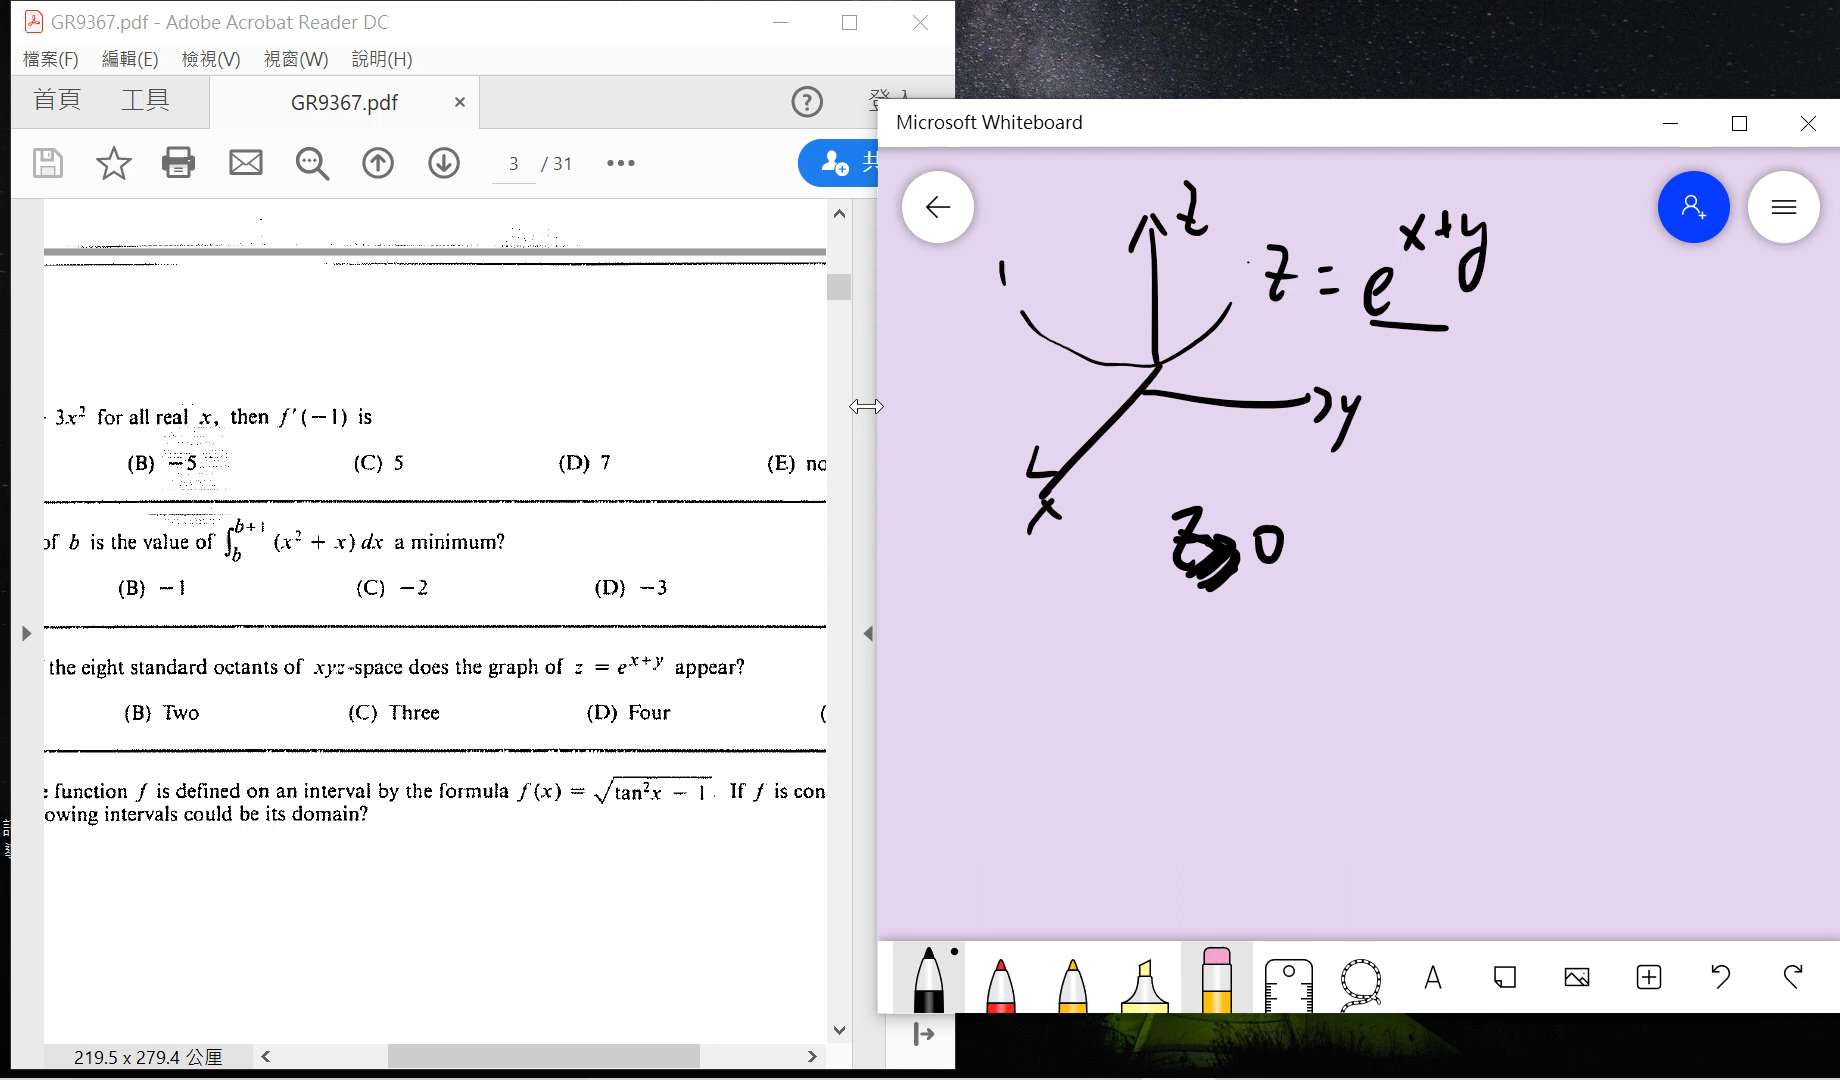 GR9367.pdf - Adobe Acrobat Reader DC
檔案(F) 編輯(E) 檢視(V) 視窗(W) 說明(H)
首頁 工具 GR9367.pdf × ? 登入
3 / 31 ••• 共
- 3x² for all real x, then f′(−1) is
(B) −5 (C) 5 (D) 7 (E) no
of b is the value of ∫_b^{b+1} (x² + x) dx a minimum?
(B) −1 (C) −2 (D) −3
the eight standard octants of xyz-space does the graph of z = e^{x+y} appear?
(B) Two (C) Three (D) Four (
function f is defined on an interval by the formula f(x) = √(tan²x − 1). If f is con
owing intervals could be its domain?
219.5 x 279.4 公厘
Microsoft Whiteboard
z
z = e^{x+y}
y
x
z 0
A